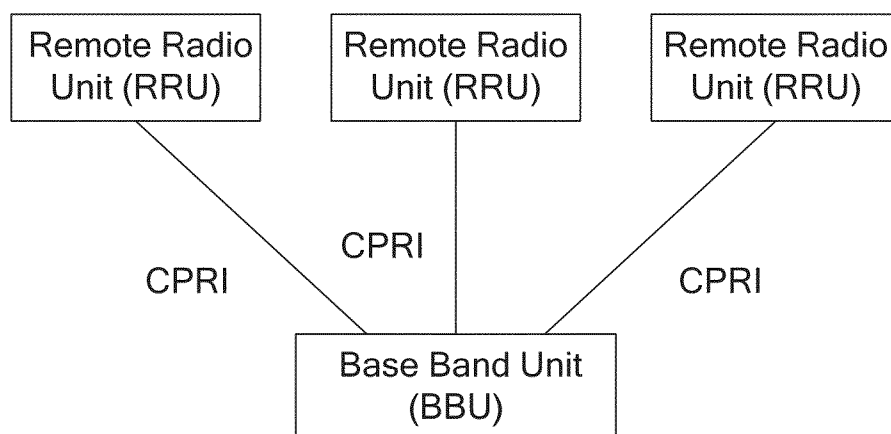 Remote Radio
Unit (RRU)
Remote Radio
Unit (RRU)
Remote Radio
Unit (RRU)
CPRI
CPRI
CPRI
Base Band Unit
(BBU)